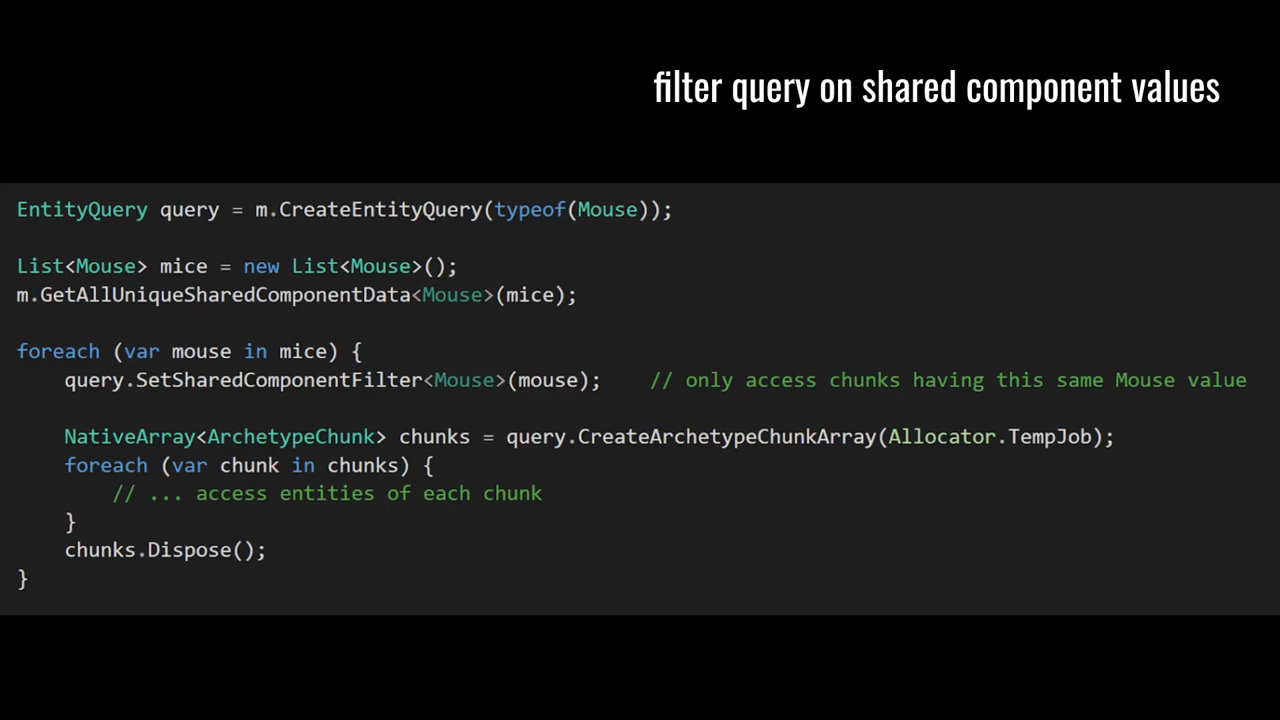 filter query on shared component values
EntityQuery query = m.CreateEntityQuery(typeof(Mouse));
List<Mouse> mice = new List<Mouse>();
m.GetAllUniqueSharedComponentData<Mouse>(mice);
foreach (var mouse in mice) {
    query.SetSharedComponentFilter<Mouse>(mouse);    // only access chunks having this same Mouse value
    NativeArray<ArchetypeChunk> chunks = query.CreateArchetypeChunkArray(Allocator.TempJob);
    foreach (var chunk in chunks) {
        // ... access entities of each chunk
    }
    chunks.Dispose();
}